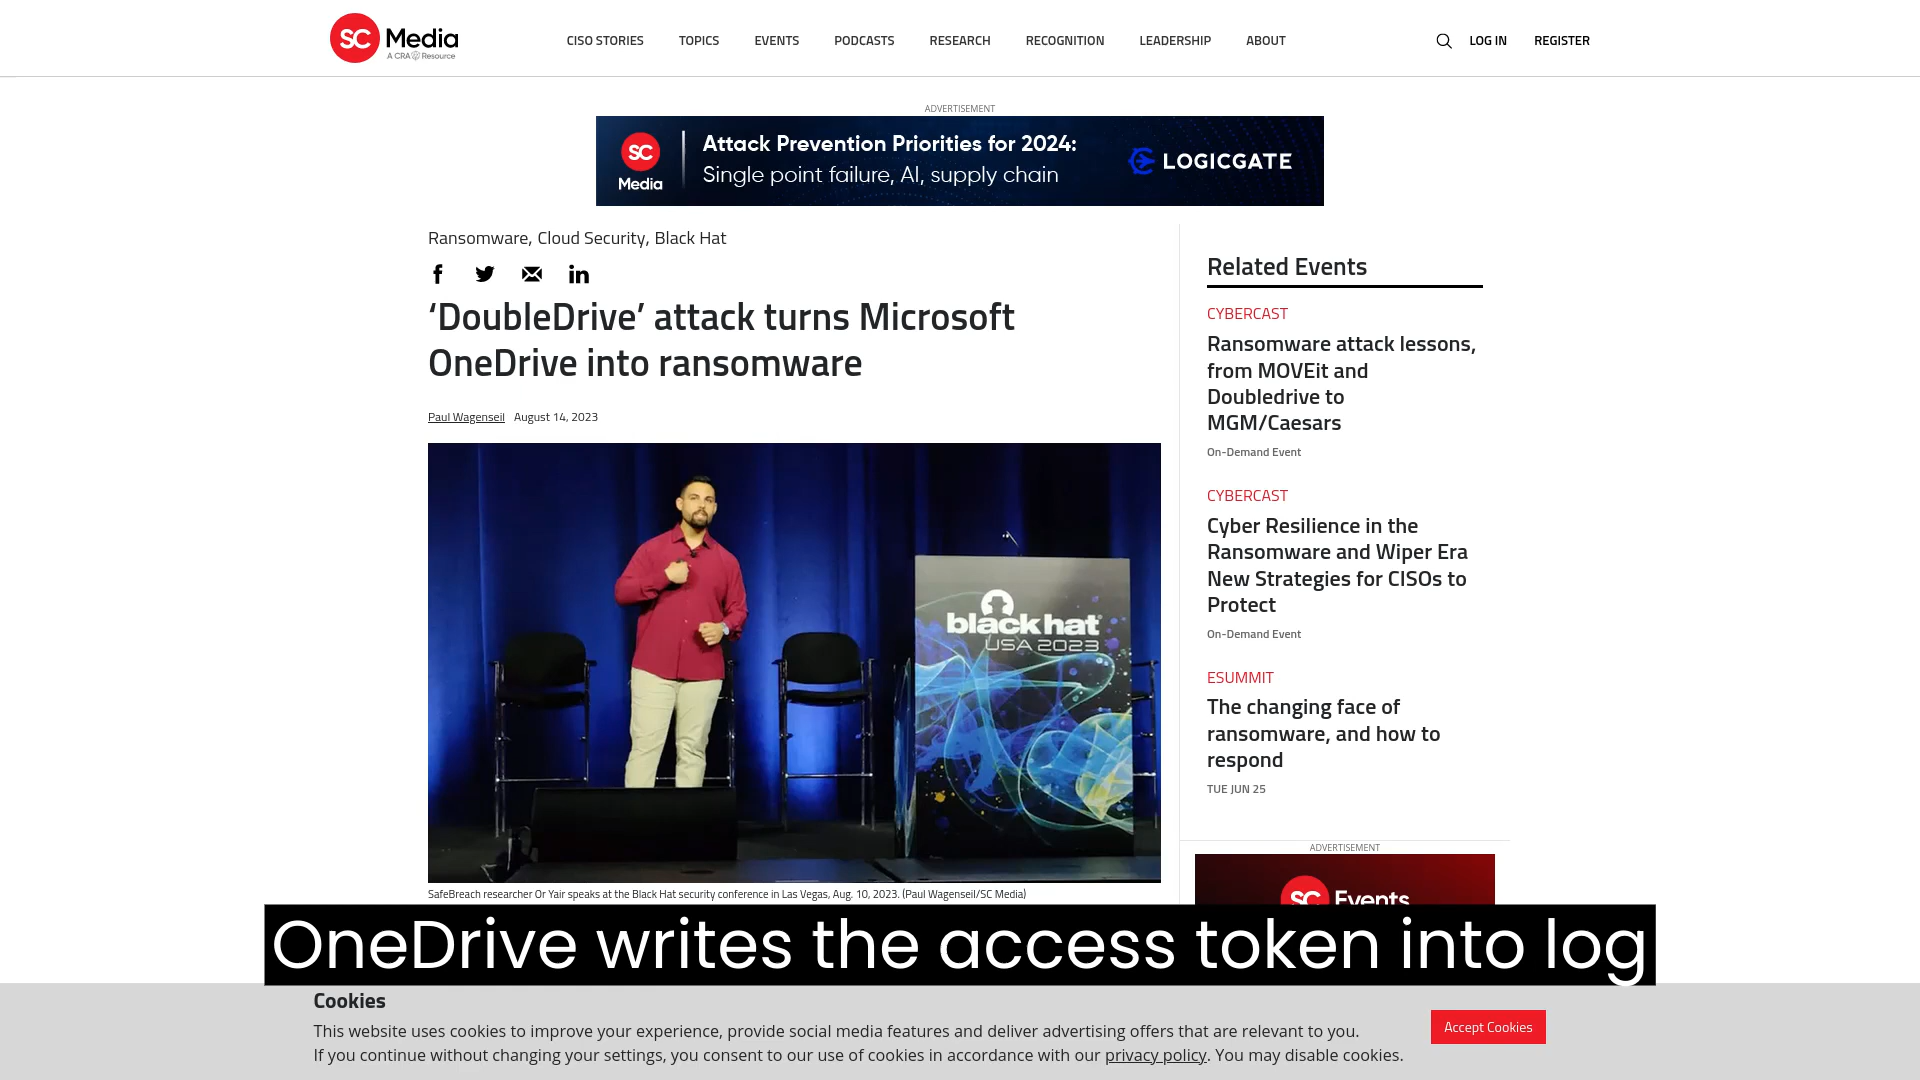 SC Media
A CRA Resource
CISO STORIES
TOPICS
EVENTS
PODCASTS
RESEARCH
RECOGNITION
LEADERSHIP
ABOUT
LOG IN
REGISTER
ADVERTISEMENT
SC Media
Attack Prevention Priorities for 2024:
Single point failure, AI, supply chain
LOGICGATE
Ransomware, Cloud Security, Black Hat
‘DoubleDrive’ attack turns Microsoft
OneDrive into ransomware
Paul Wagenseil August 14, 2023
black hat
USA 2023
SafeBreach researcher Or Yair speaks at the Black Hat security conference in Las Vegas, Aug. 10, 2023. (Paul Wagenseil/SC Media)
Related Events
CYBERCAST
Ransomware attack lessons,
from MOVEit and
Doubledrive to
MGM/Caesars
On-Demand Event
CYBERCAST
Cyber Resilience in the
Ransomware and Wiper Era
New Strategies for CISOs to
Protect
On-Demand Event
ESUMMIT
The changing face of
ransomware, and how to
respond
TUE JUN 25
ADVERTISEMENT
SC Events
OneDrive writes the access token into log
Cookies
This website uses cookies to improve your experience, provide social media features and deliver advertising offers that are relevant to you.
If you continue without changing your settings, you consent to our use of cookies in accordance with our privacy policy. You may disable cookies.
Accept Cookies